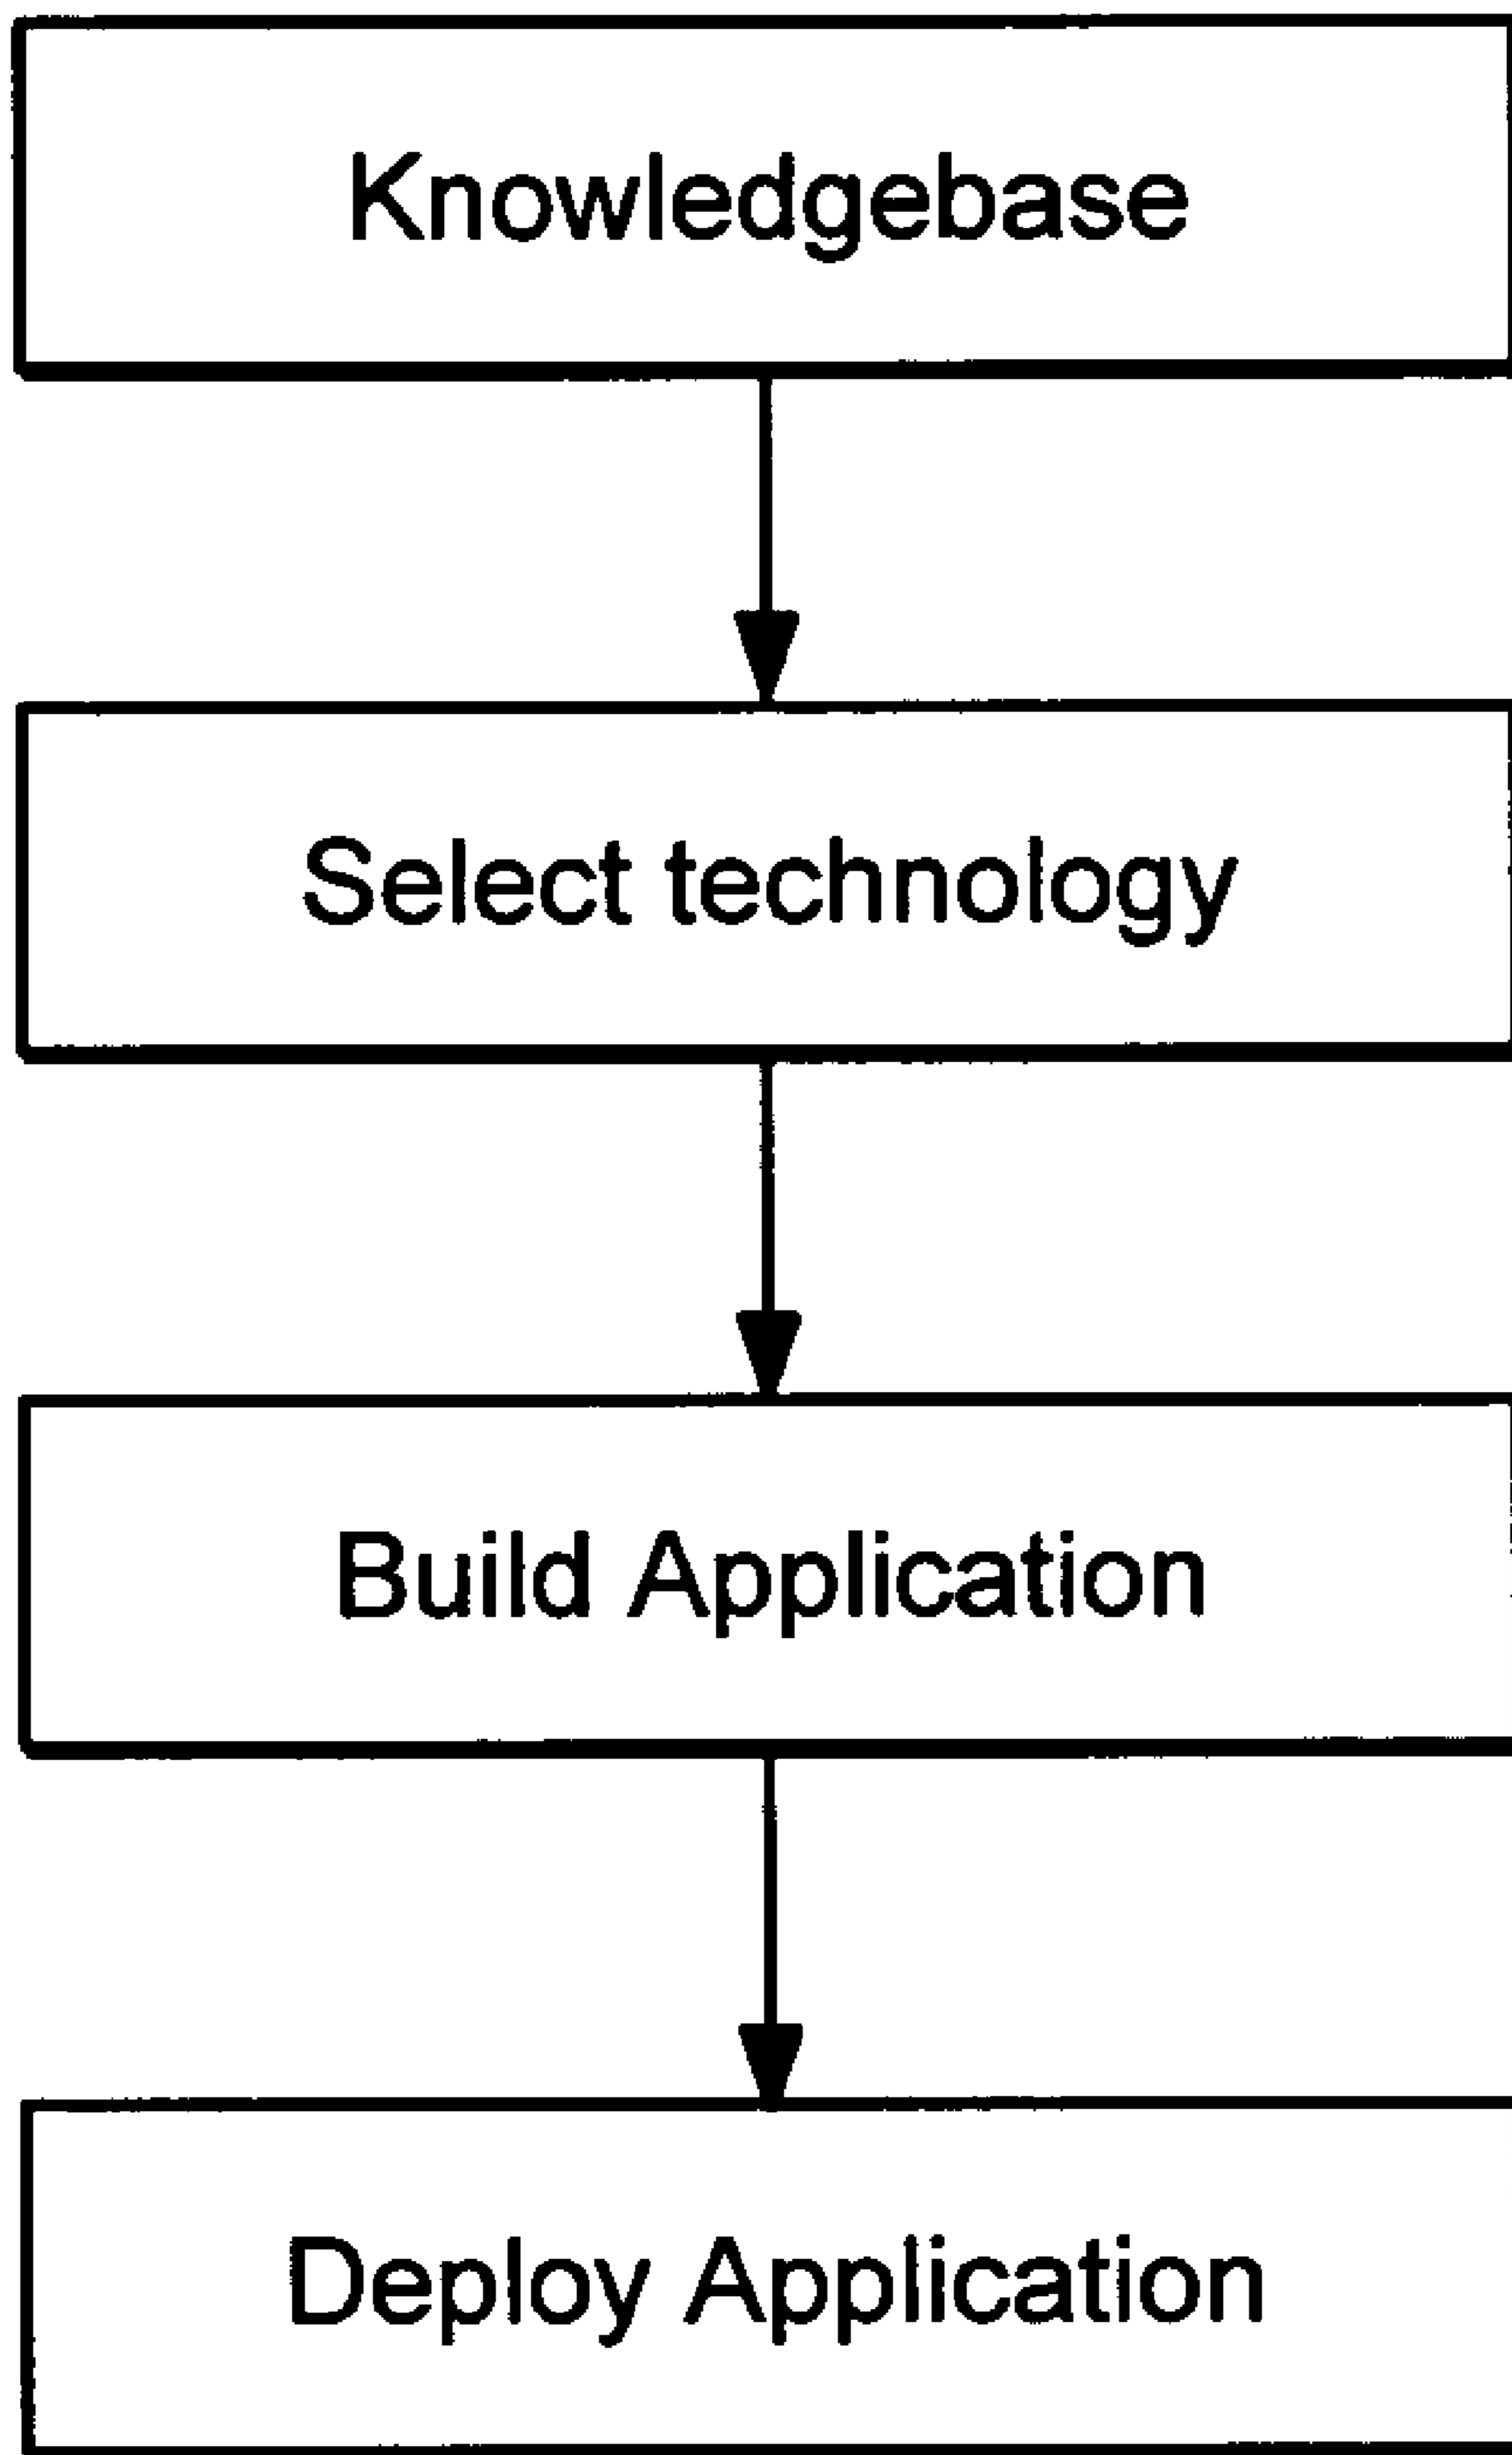 Knowledgebase
Select technology
Build Application
Deploy Application